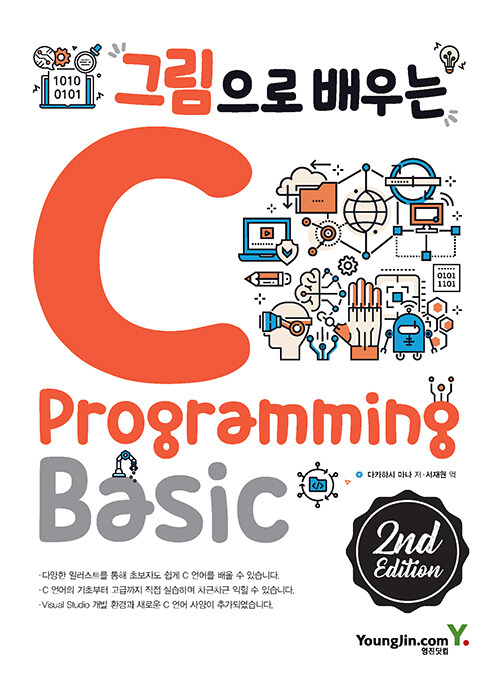 1010
0101
그림으로 배우는
C
0101
1101
Programming
Basic
다카하시 마나 저·서재원 역
2nd
Edition
·다양한 일러스트를 통해 초보자도 쉽게 C 언어를 배울 수 있습니다.
·C 언어의 기초부터 고급까지 직접 실습하며 차근차근 익힐 수 있습니다.
·Visual Studio 개발 환경과 새로운 C 언어 사양이 추가되었습니다.
YoungJin.com Y.
영진닷컴